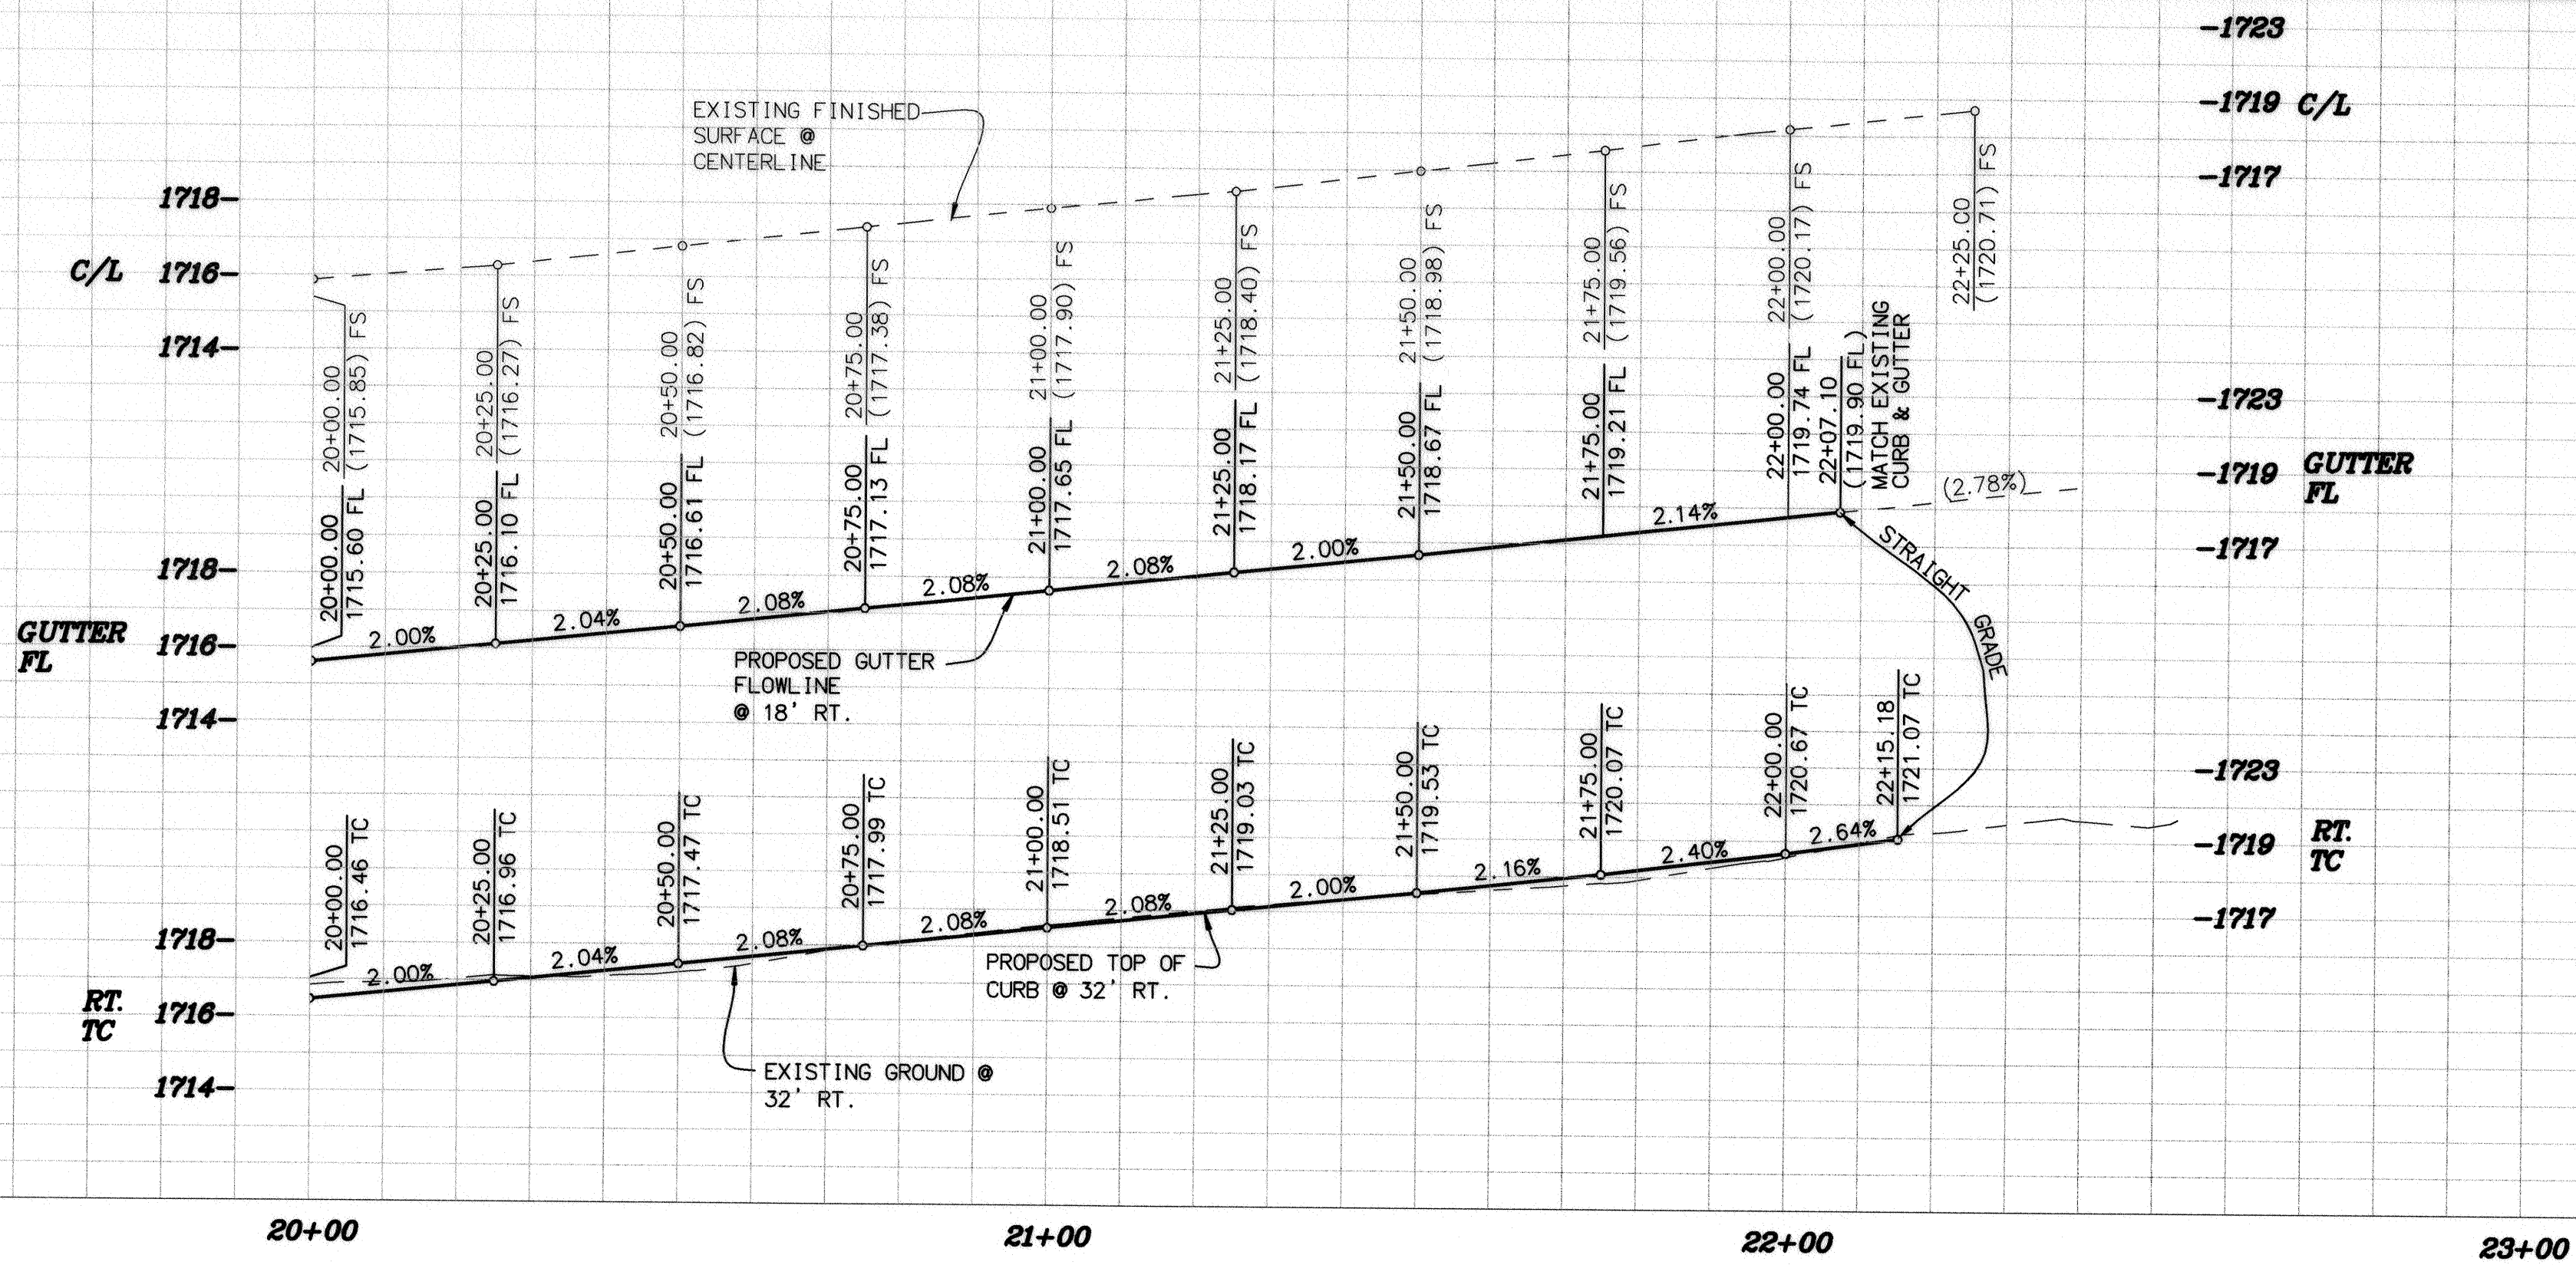 -1723
-1719 C/L
-1717
EXISTING FINISHED
SURFACE @
CENTERLINE
1718-
C/L 1716-
1714-
20+00.00
(1715.85) FS
20+25.00
(1716.27) FS
20+50.00
(1716.82) FS
20+75.00
(1717.38) FS
21+00.00
(1717.90) FS
21+25.00
(1718.40) FS
21+50.00
(1718.98) FS
21+75.00
(1719.56) FS
22+00.00
(1720.17) FS
22+25.00
(1720.71) FS
-1723
-1719 GUTTER
FL
-1717
1718-
GUTTER
FL
1716-
1714-
20+00.00
1715.60 FL
20+25.00
1716.10 FL
20+50.00
1716.61 FL
20+75.00
1717.13 FL
21+00.00
1717.65 FL
21+25.00
1718.17 FL
21+50.00
1718.67 FL
21+75.00
1719.21 FL
22+00.00
1719.74 FL
22+07.10
(1719.90 FL)
MATCH EXISTING
CURB & GUTTER
2.00%
2.04%
2.08%
2.08%
2.08%
2.00%
2.14%
(2.78%)
PROPOSED GUTTER
FLOWLINE
@ 18' RT.
STRAIGHT GRADE
-1723
-1719 RT.
TC
-1717
1718-
RT.
TC
1716-
1714-
20+00.00
1716.46 TC
20+25.00
1716.96 TC
20+50.00
1717.47 TC
20+75.00
1717.99 TC
21+00.00
1718.51 TC
21+25.00
1719.03 TC
21+50.00
1719.53 TC
21+75.00
1720.07 TC
22+00.00
1720.67 TC
22+15.18
1721.07 TC
2.00%
2.04%
2.08%
2.08%
2.08%
2.00%
2.16%
2.40%
2.64%
PROPOSED TOP OF
CURB @ 32' RT.
EXISTING GROUND @
32' RT.
20+00
21+00
22+00
23+00